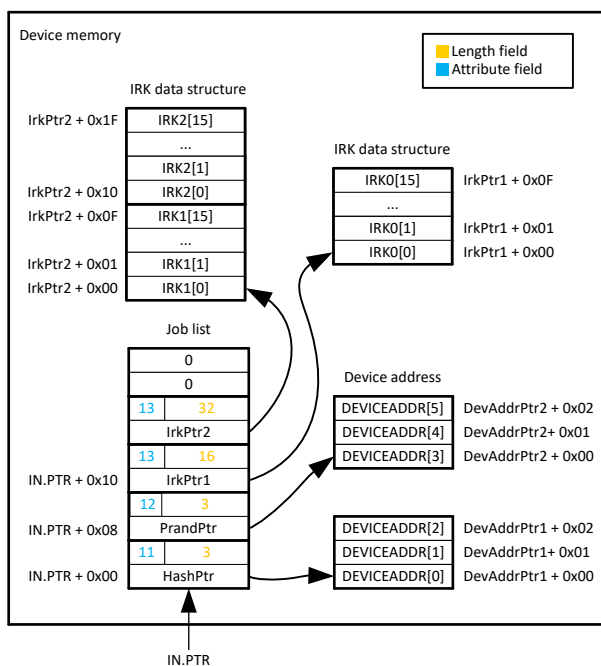 Device memory
Length field
Attribute field
IRK data structure
IrkPtr2 + 0x1F IRK2[15]
...
IRK2[1]
IrkPtr2 + 0x10 IRK2[0]
IrkPtr2 + 0x0F IRK1[15]
...
IrkPtr2 + 0x01 IRK1[1]
IrkPtr2 + 0x00 IRK1[0]
IRK data structure
IRK0[15] IrkPtr1 + 0x0F
...
IRK0[1] IrkPtr1 + 0x01
IRK0[0] IrkPtr1 + 0x00
Job list
0
0
13 32
IrkPtr2
13 16
IN.PTR + 0x10 IrkPtr1
12 3
IN.PTR + 0x08 PrandPtr
11 3
IN.PTR + 0x00 HashPtr
Device address
DEVICEADDR[5] DevAddrPtr2 + 0x02
DEVICEADDR[4] DevAddrPtr2+ 0x01
DEVICEADDR[3] DevAddrPtr2 + 0x00
DEVICEADDR[2] DevAddrPtr1 + 0x02
DEVICEADDR[1] DevAddrPtr1+ 0x01
DEVICEADDR[0] DevAddrPtr1 + 0x00
IN.PTR